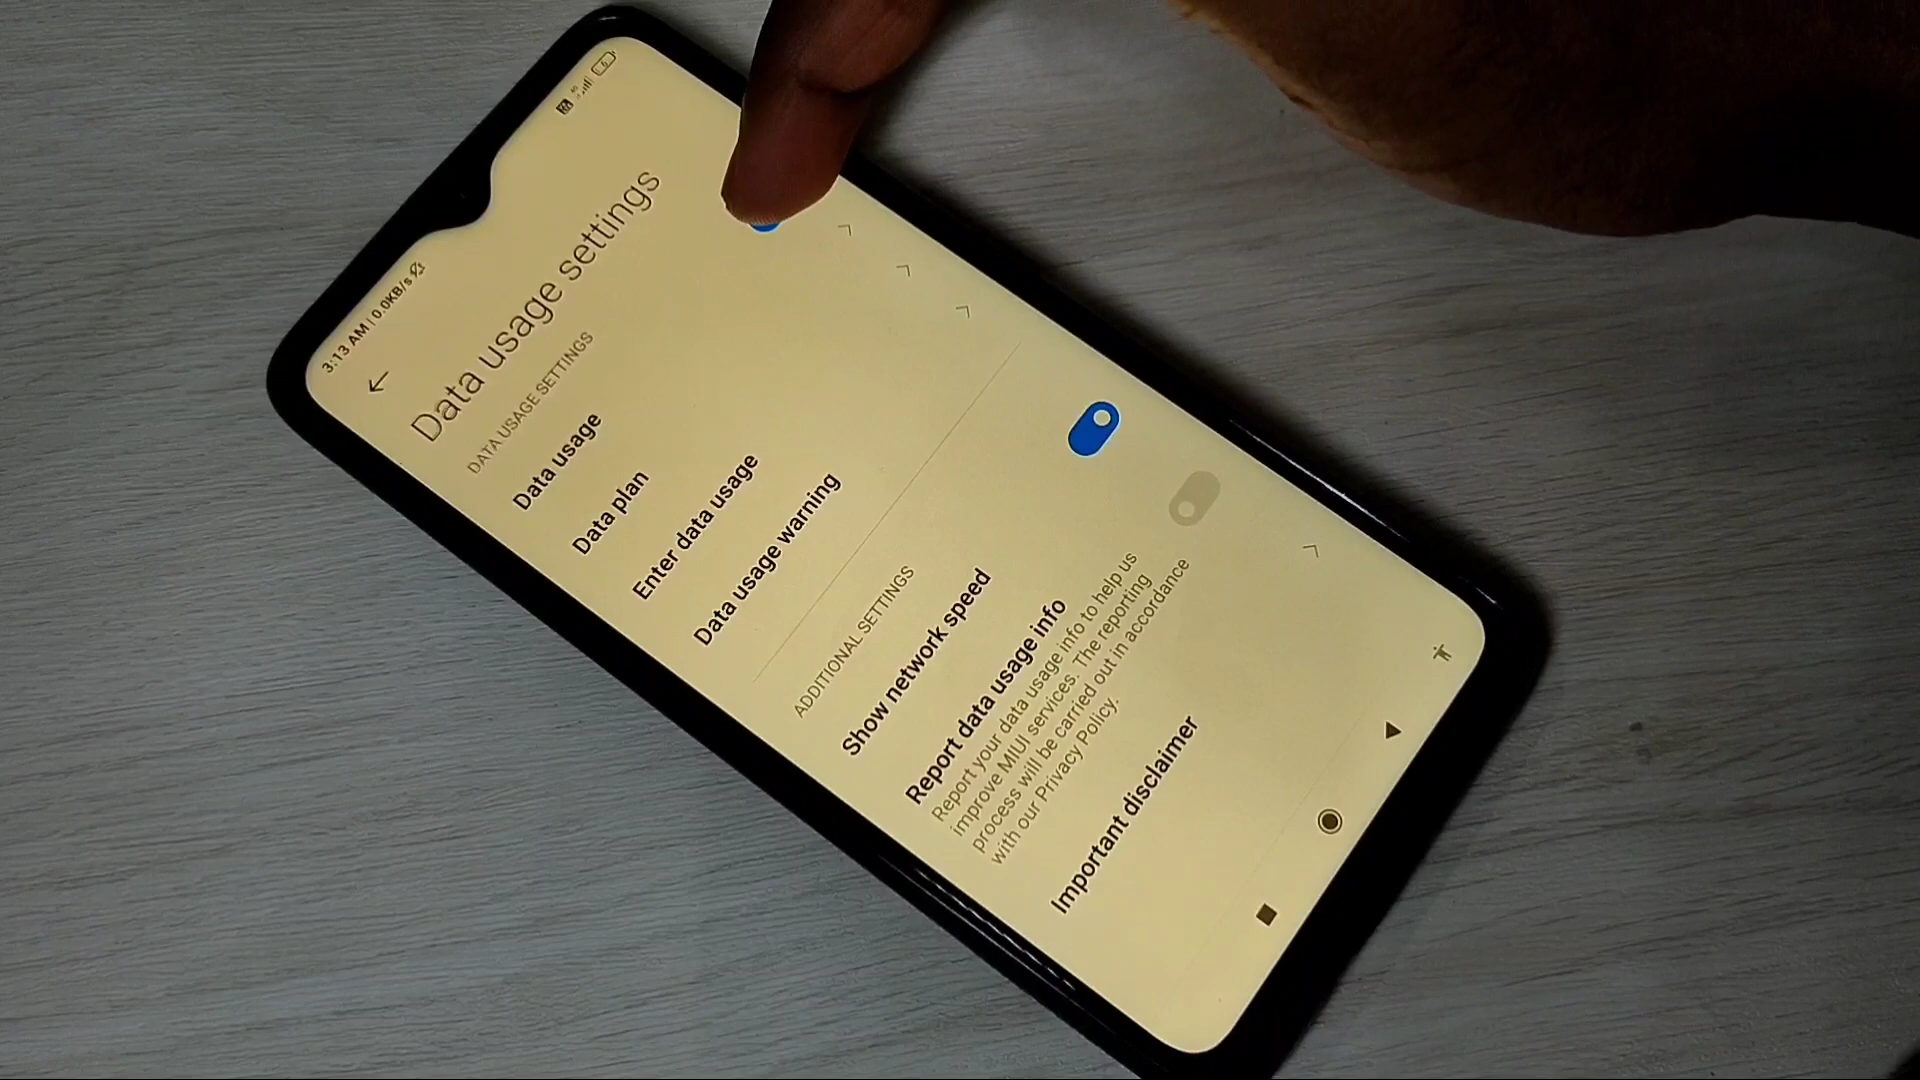 3:13 AM | 0.0KB/s
Data usage settings
DATA USAGE SETTINGS
Data usage
Data plan
Enter data usage
Data usage warning
ADDITIONAL SETTINGS
Show network speed
Report data usage info
Report your data usage info to help us
improve MIUI services. The reporting
process will be carried out in accordance
with our Privacy Policy.
Important disclaimer